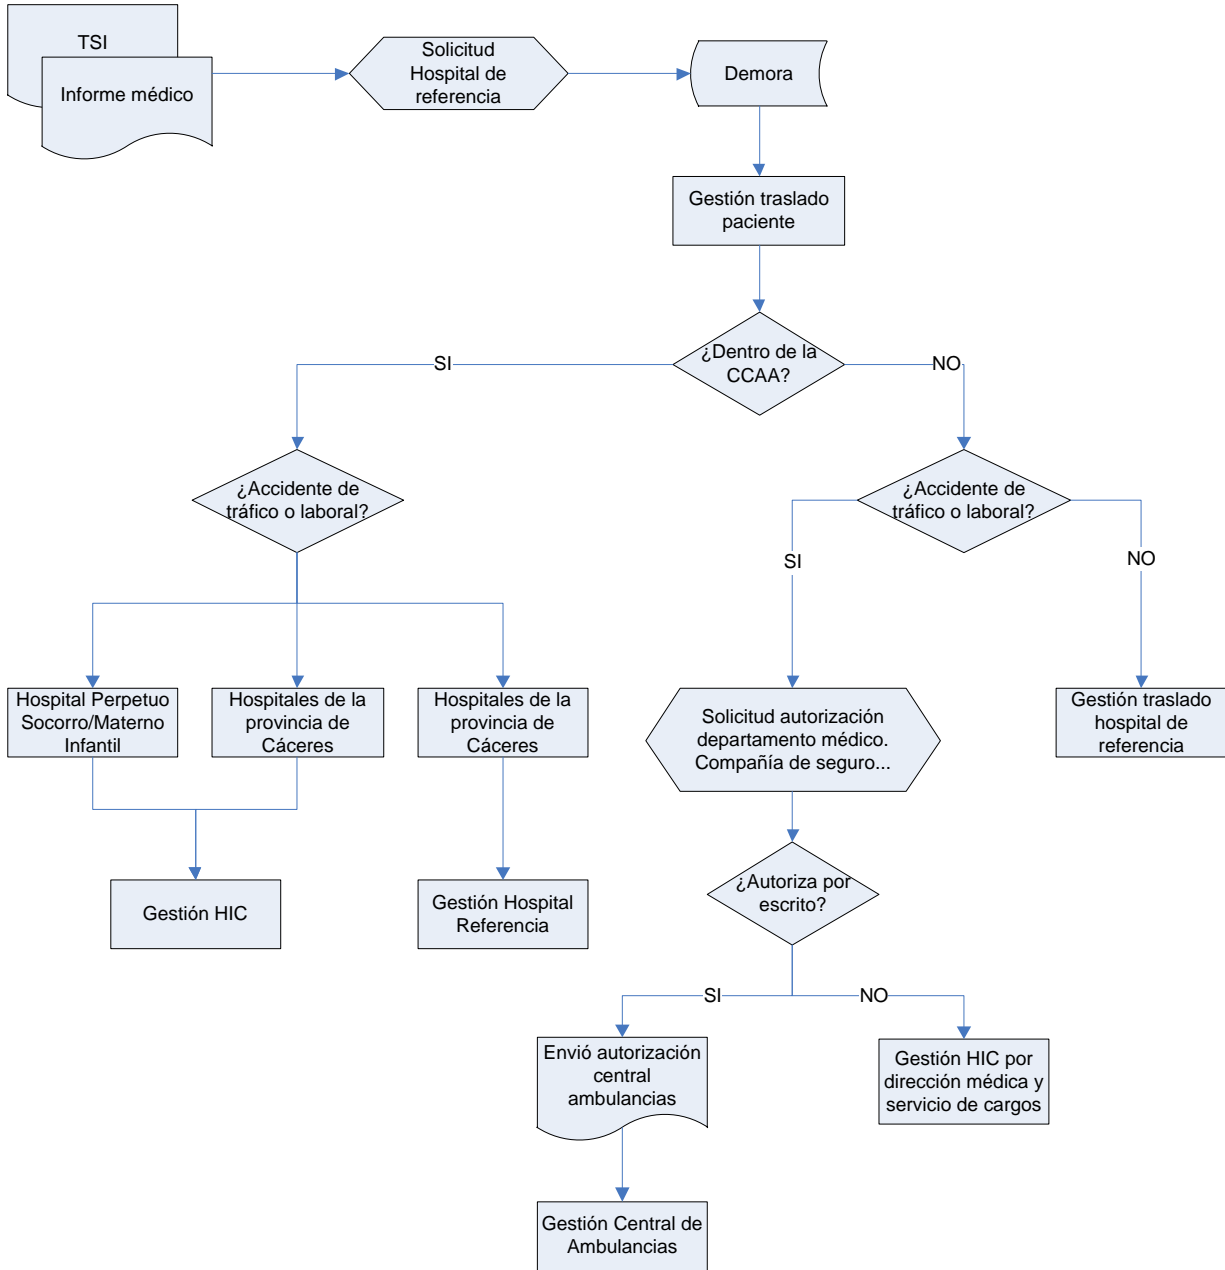 TSI
Informe médico
Solicitud
Hospital de
referencia
Demora
Gestión traslado
paciente
¿Dentro de la
CCAA?
SI
NO
¿Accidente de
tráfico o laboral?
¿Accidente de
tráfico o laboral?
SI
NO
Hospital Perpetuo
Socorro/Materno
Infantil
Hospitales de la
provincia de
Cáceres
Hospitales de la
provincia de
Cáceres
Solicitud autorización
departamento médico.
Compañía de seguro...
Gestión traslado
hospital de
referencia
Gestión HIC
Gestión Hospital
Referencia
¿Autoriza por
escrito?
SI
NO
Envió autorización
central
ambulancias
Gestión HIC por
dirección médica y
servicio de cargos
Gestión Central de
Ambulancias